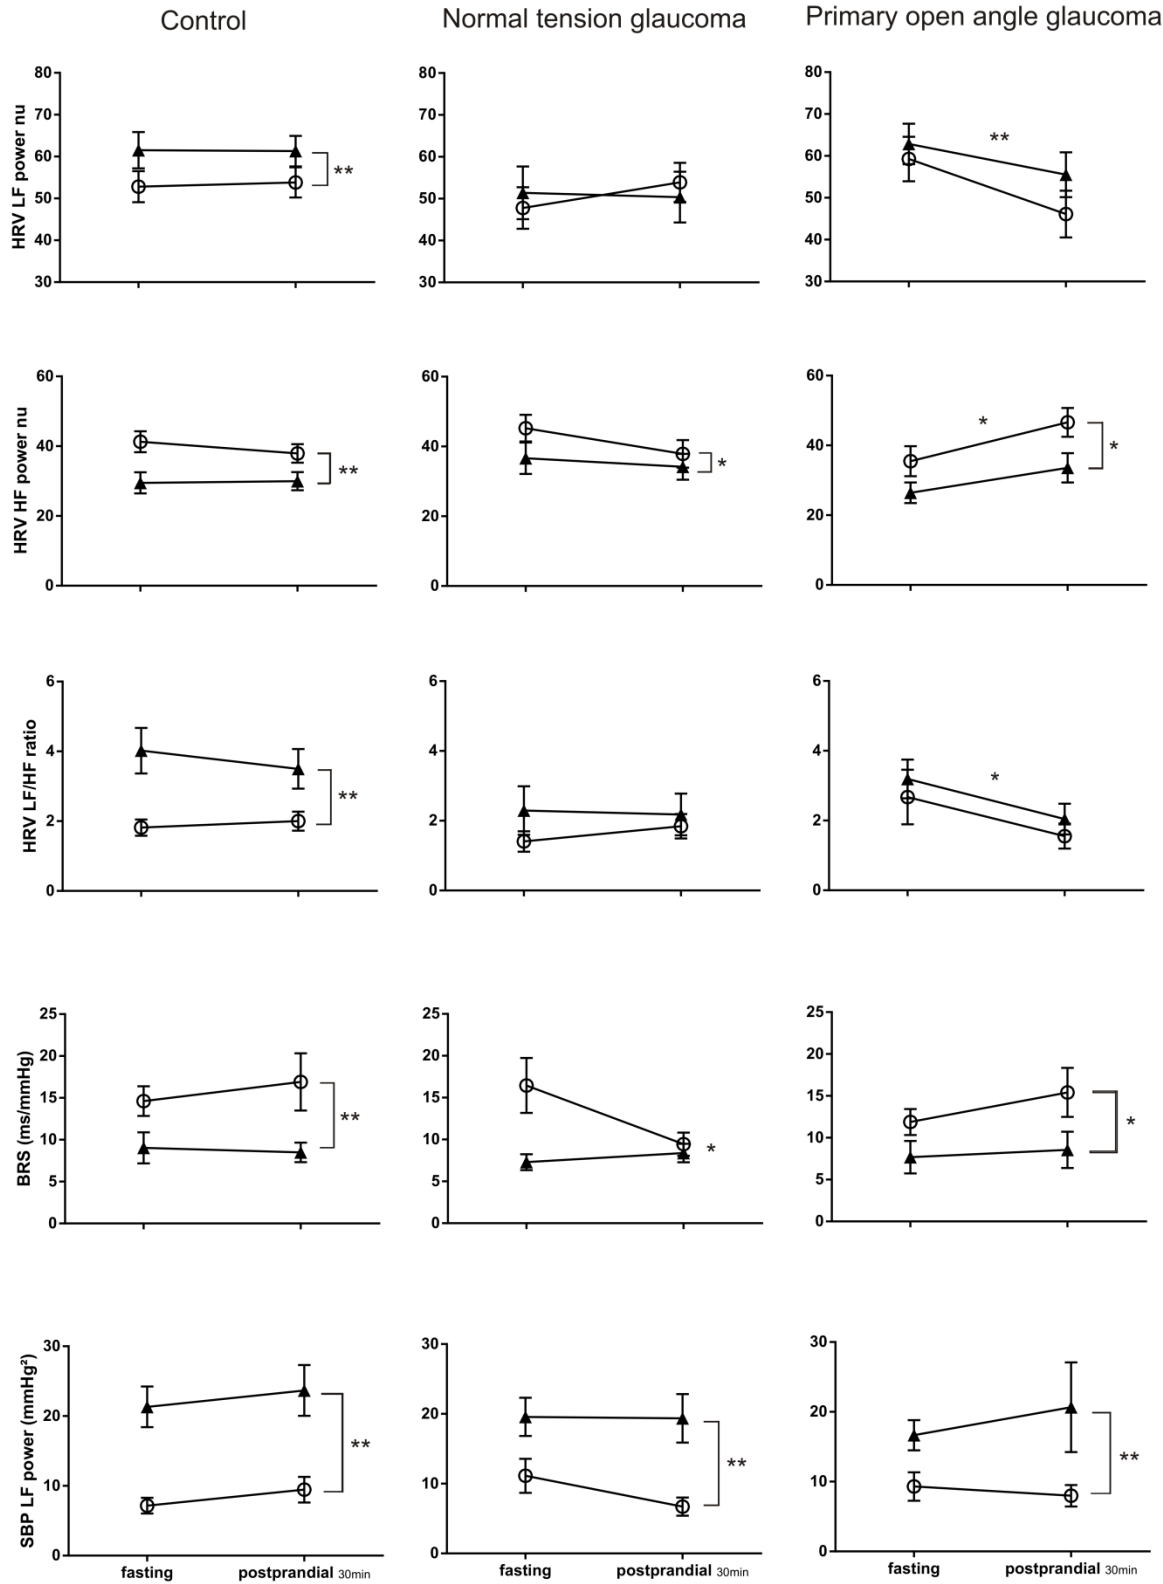 Control Normal tension glaucoma Primary open angle glaucoma
HRV LF power nu
80 70 60 50 40 30
**
80 70 60 50 40 30
80 70 60 50 40 30
**
HRV HF power nu
60 40 20 0
**
60 40 20 0
*
60 40 20 0
* *
HRV LF/HF ratio
6 4 2 0
**
6 4 2 0
6 4 2 0
*
BRS (ms/mmHg)
25 20 15 10 5 0
**
25 20 15 10 5 0
*
25 20 15 10 5 0
*
SBP LF power (mmHg²)
30 20 10 0
**
30 20 10 0
**
30 20 10 0
**
fasting postprandial 30min
fasting postprandial 30min
fasting postprandial 30min